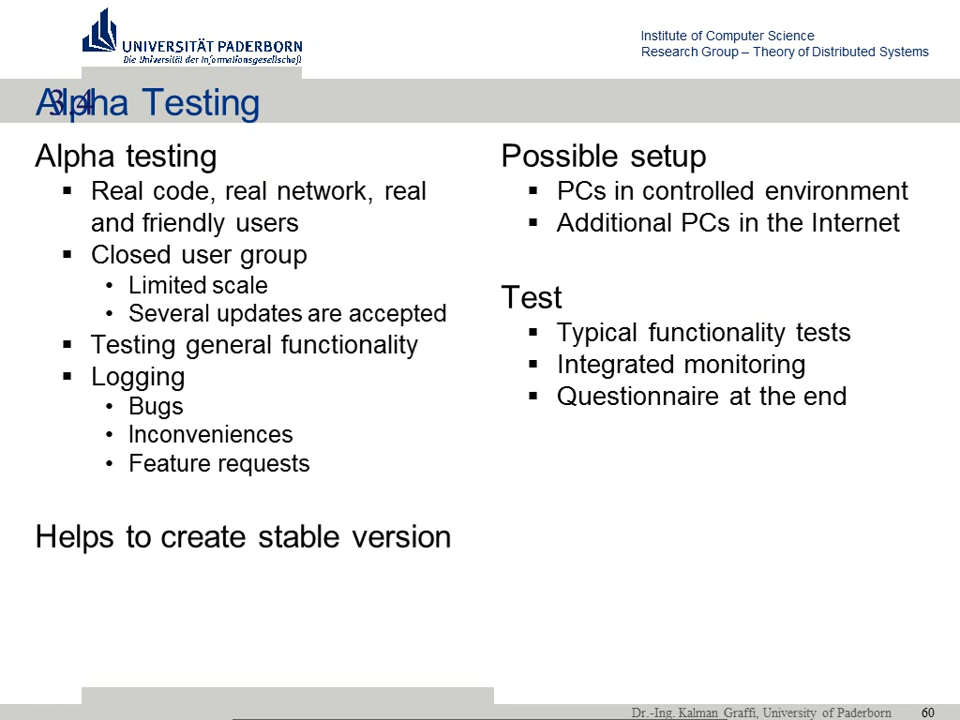 UNIVERSITÄT PADERBORN
Die Universität der Informationsgesellschaft
Institute of Computer Science
Research Group – Theory of Distributed Systems
3.4
Alpha Testing
Alpha testing
▪ Real code, real network, real
and friendly users
▪ Closed user group
• Limited scale
• Several updates are accepted
▪ Testing general functionality
▪ Logging
• Bugs
• Inconveniences
• Feature requests
Helps to create stable version
Possible setup
▪ PCs in controlled environment
▪ Additional PCs in the Internet
Test
▪ Typical functionality tests
▪ Integrated monitoring
▪ Questionnaire at the end
Dr.-Ing. Kalman Graffi, University of Paderborn 60